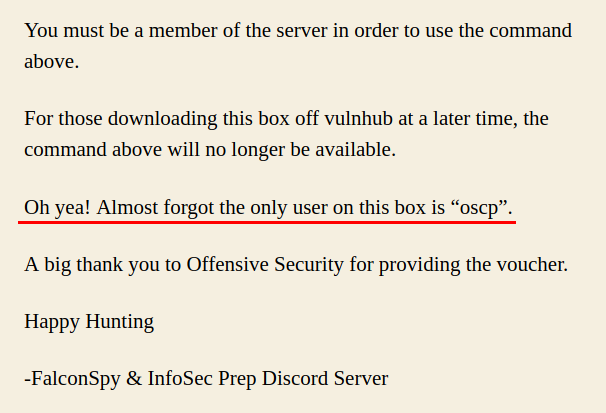 You must be a member of the server in order to use the command
above.
For those downloading this box off vulnhub at a later time, the
command above will no longer be available.
Oh yea! Almost forgot the only user on this box is “oscp”.
A big thank you to Offensive Security for providing the voucher.
Happy Hunting
-FalconSpy & InfoSec Prep Discord Server